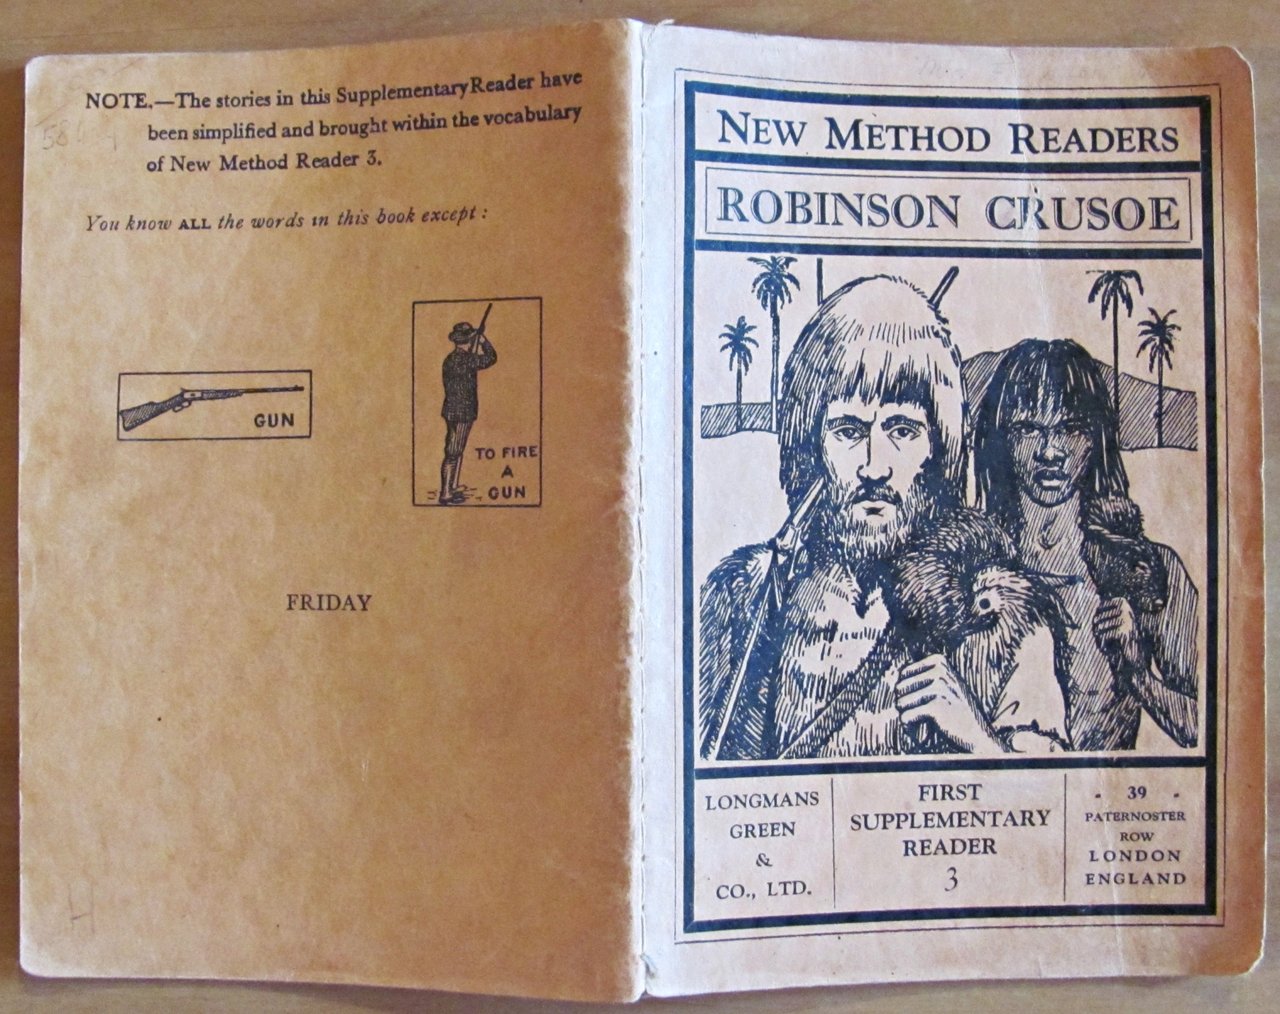 NOTE.—The stories in this Supplementary Reader have
been simplified and brought within the vocabulary
of New Method Reader 3.
You know ALL the words in this book except:
GUN
TO FIRE
A
GUN
FRIDAY
H
NEW METHOD READERS
ROBINSON CRUSOE
LONGMANS
GREEN
&
CO., LTD.
FIRST
SUPPLEMENTARY
READER
3
- 39 -
PATERNOSTER
ROW
LONDON
ENGLAND